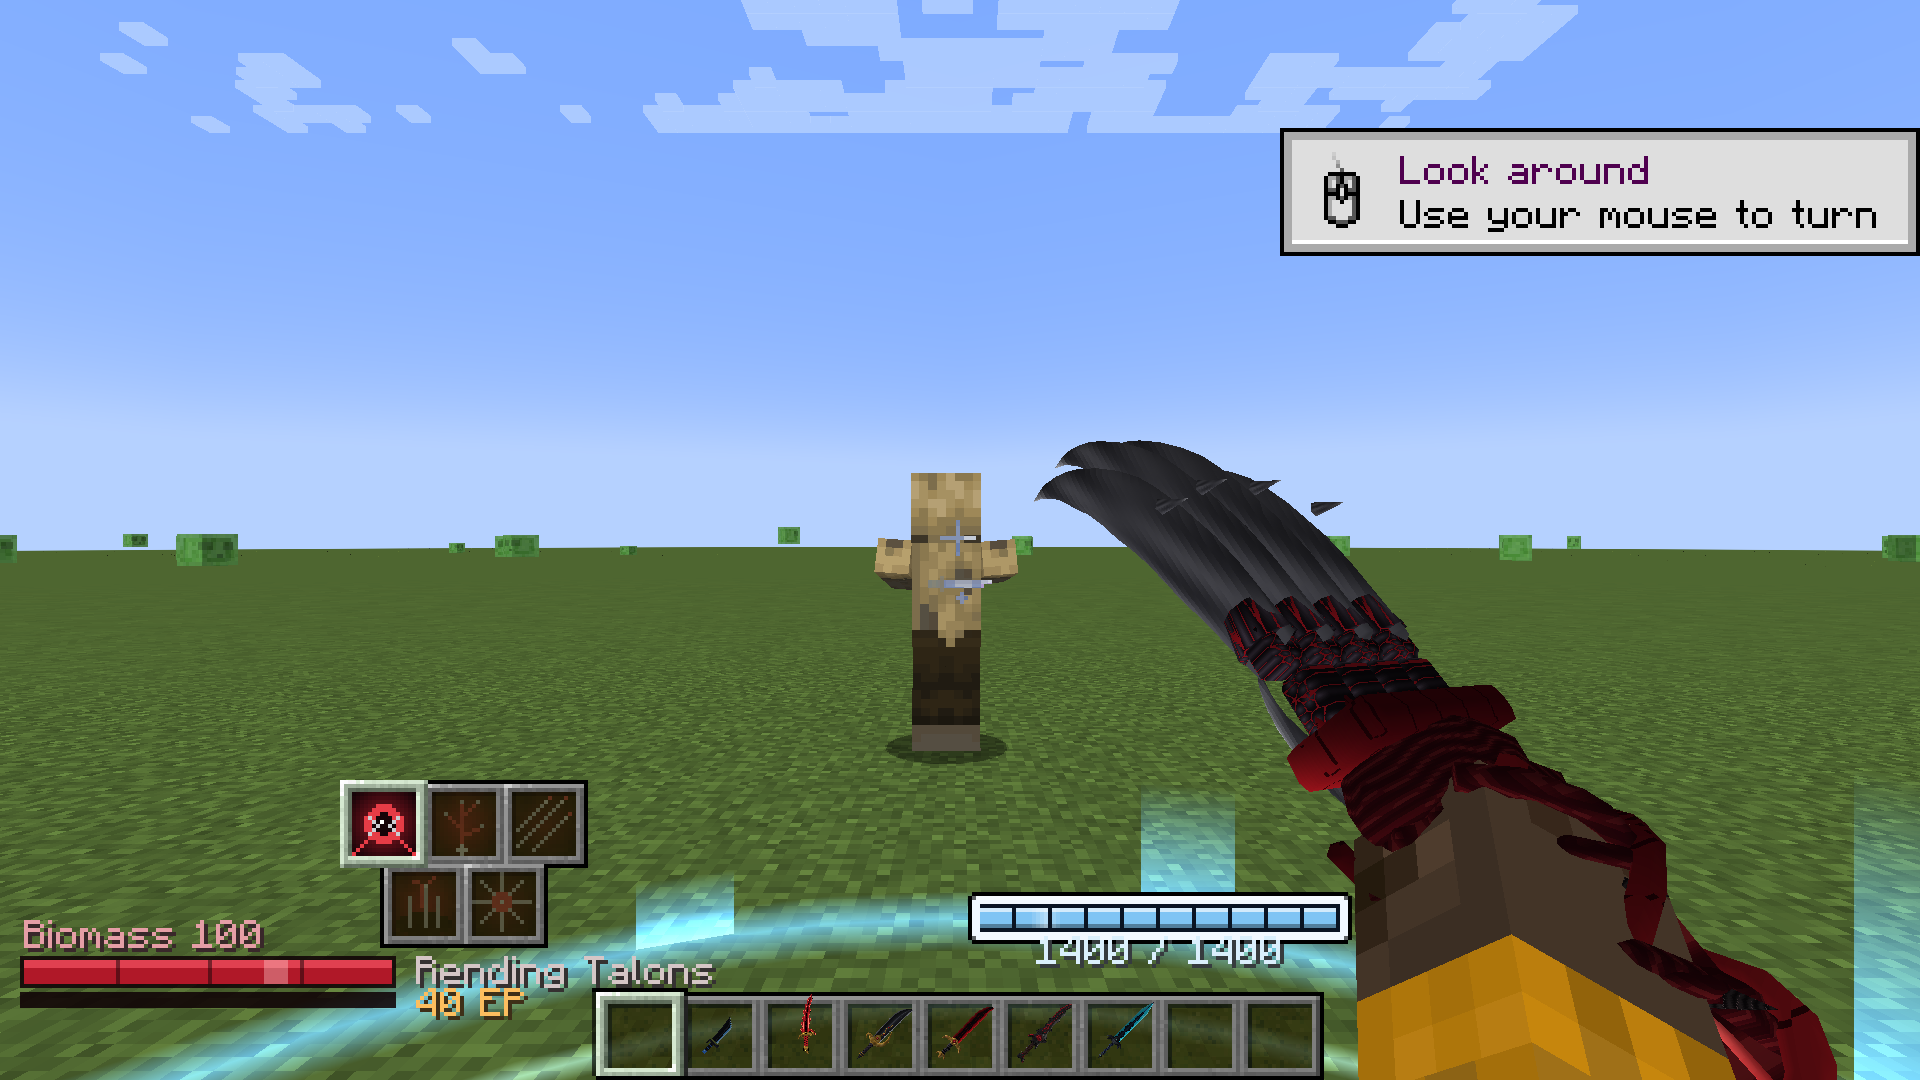 Look around
Use your mouse to turn
Biomass 100
Rending Talons
40 EP
1400 / 1400